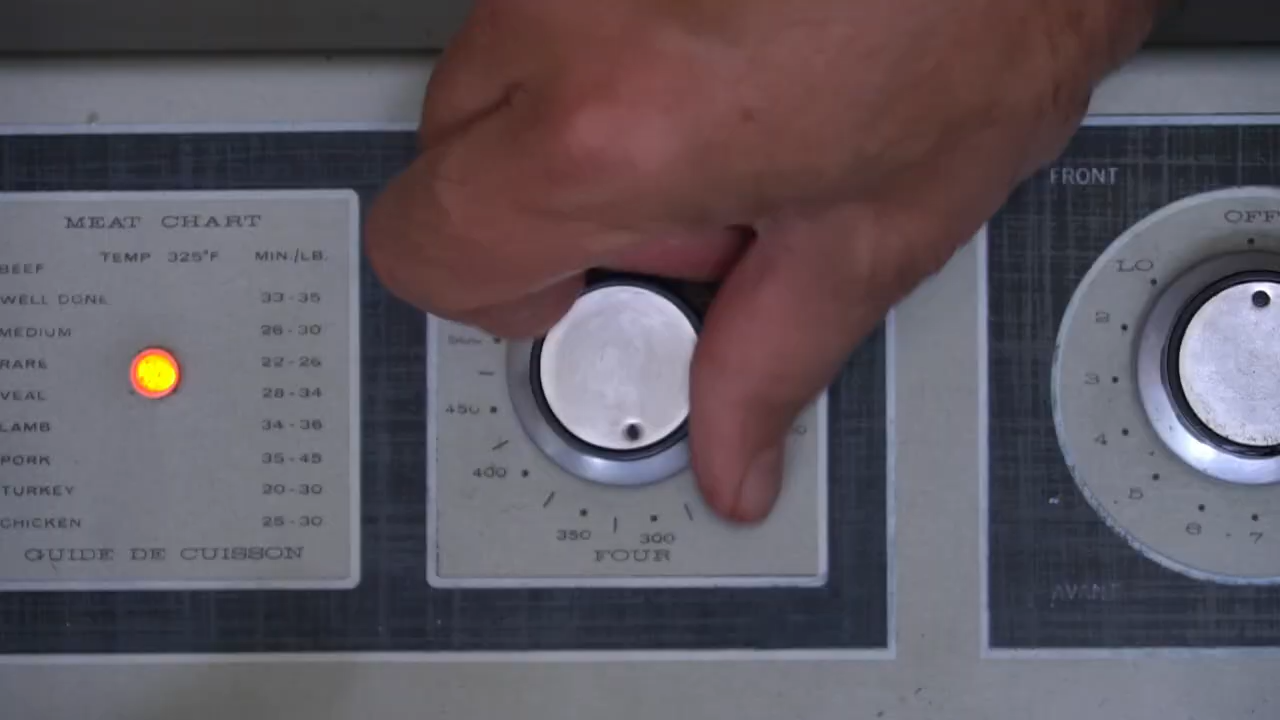 MEAT CHART
TEMP 325°F MIN./LB.
BEEF
WELL DONE 33-35
MEDIUM 26-30
RARE 22-26
VEAL 28-34
LAMB 34-36
PORK 35-45
TURKEY 20-30
CHICKEN 25-30
GUIDE DE CUISSON
450
400
350
300
FOUR
FRONT
OFF
LO
2
3
4
5
6
7
AVANT